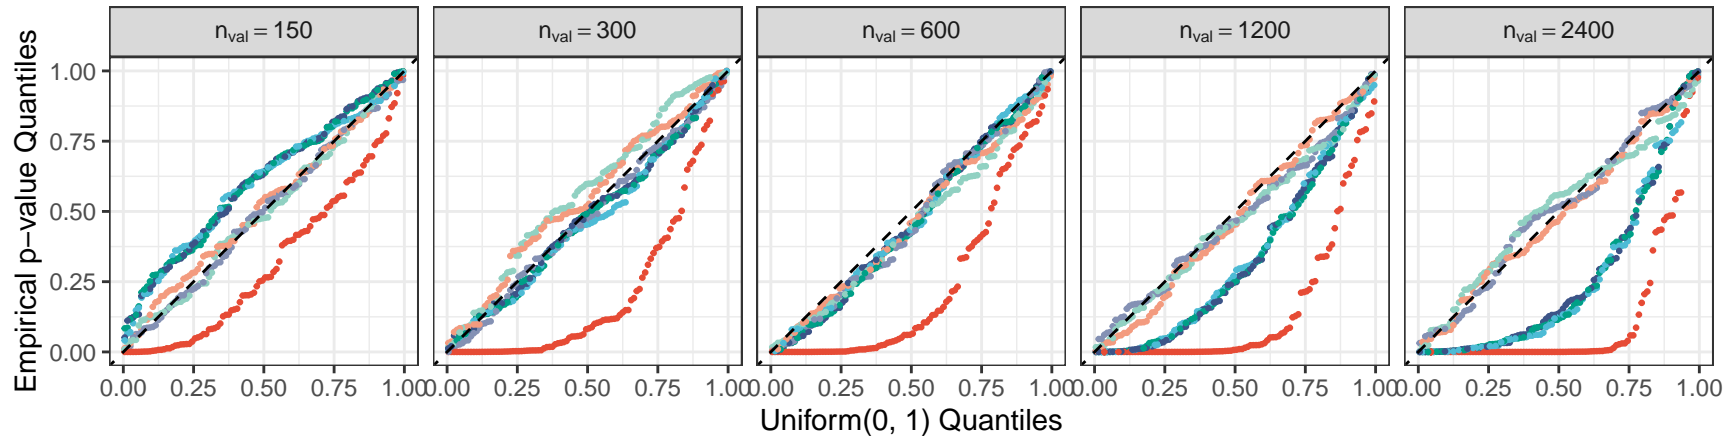 n_val = 150
n_val = 300
n_val = 600
n_val = 1200
n_val = 2400
Empirical p−value Quantiles
1.00
0.75
0.50
0.25
0.00
0.00 0.25 0.50 0.75 1.00
0.00 0.25 0.50 0.75 1.00
0.00 0.25 0.50 0.75 1.00
0.00 0.25 0.50 0.75 1.00
0.00 0.25 0.50 0.75 1.00
Uniform(0, 1) Quantiles